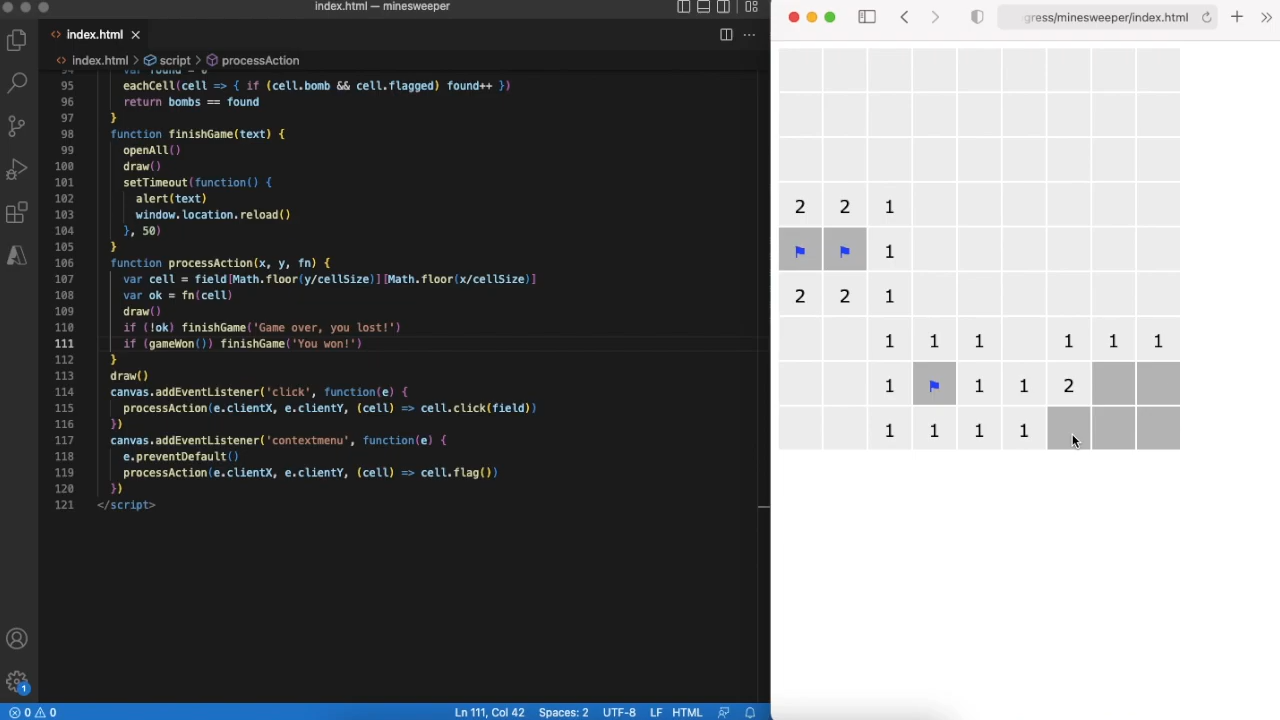 index.html — minesweeper
index.html
index.html > script > processAction
95 eachCell(cell => { if (cell.bomb && cell.flagged) found++ })
96 return bombs == found
97 }
98 function finishGame(text) {
99 openAll()
100 draw()
101 setTimeout(function() {
102 alert(text)
103 window.location.reload()
104 }, 50)
105 }
106 function processAction(x, y, fn) {
107 var cell = field[Math.floor(y/cellSize)][Math.floor(x/cellSize)]
108 var ok = fn(cell)
109 draw()
110 if (!ok) finishGame('Game over, you lost!')
111 if (gameWon()) finishGame('You won!')
112 }
113 draw()
114 canvas.addEventListener('click', function(e) {
115 processAction(e.clientX, e.clientY, (cell) => cell.click(field))
116 })
117 canvas.addEventListener('contextmenu', function(e) {
118 e.preventDefault()
119 processAction(e.clientX, e.clientY, (cell) => cell.flag())
120 })
121 </script>
1
0 0
Ln 111, Col 42 Spaces: 2 UTF-8 LF HTML
gress/minesweeper/index.html
2 2 1
1
2 2 1
1 1 1 1 1 1
1 1 1 2
1 1 1 1